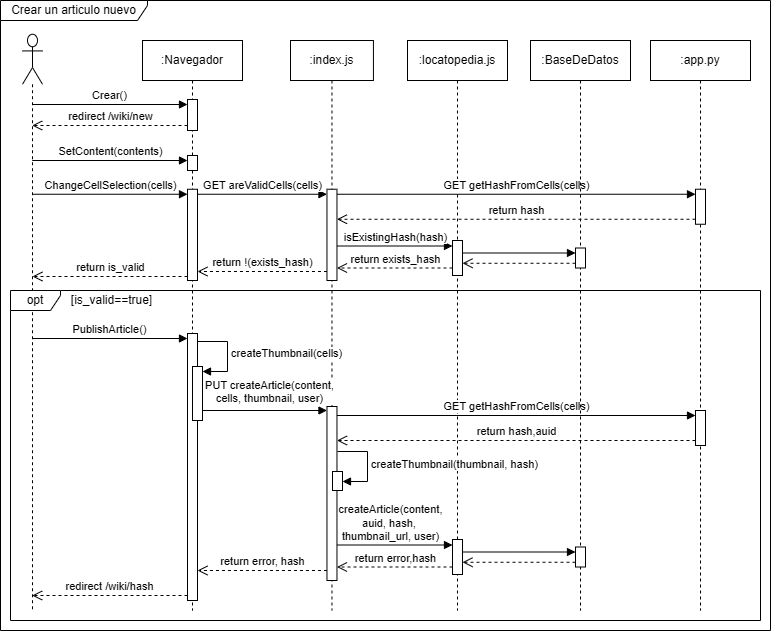 Crear un articulo nuevo
:Navegador
:index.js
:locatopedia.js
:BaseDeDatos
:app.py
Crear()
redirect /wiki/new
SetContent(contents)
ChangeCellSelection(cells)
GET areValidCells(cells)
GET getHashFromCells(cells)
return hash
isExistingHash(hash)
return exists_hash
return !(exists_hash)
return is_valid
opt
[is_valid==true]
PublishArticle()
createThumbnail(cells)
PUT createArticle(content,
cells, thumbnail, user)
GET getHashFromCells(cells)
return hash,auid
createThumbnail(thumbnail, hash)
createArticle(content,
auid, hash,
thumbnail_url, user)
return error,hash
return error, hash
redirect /wiki/hash